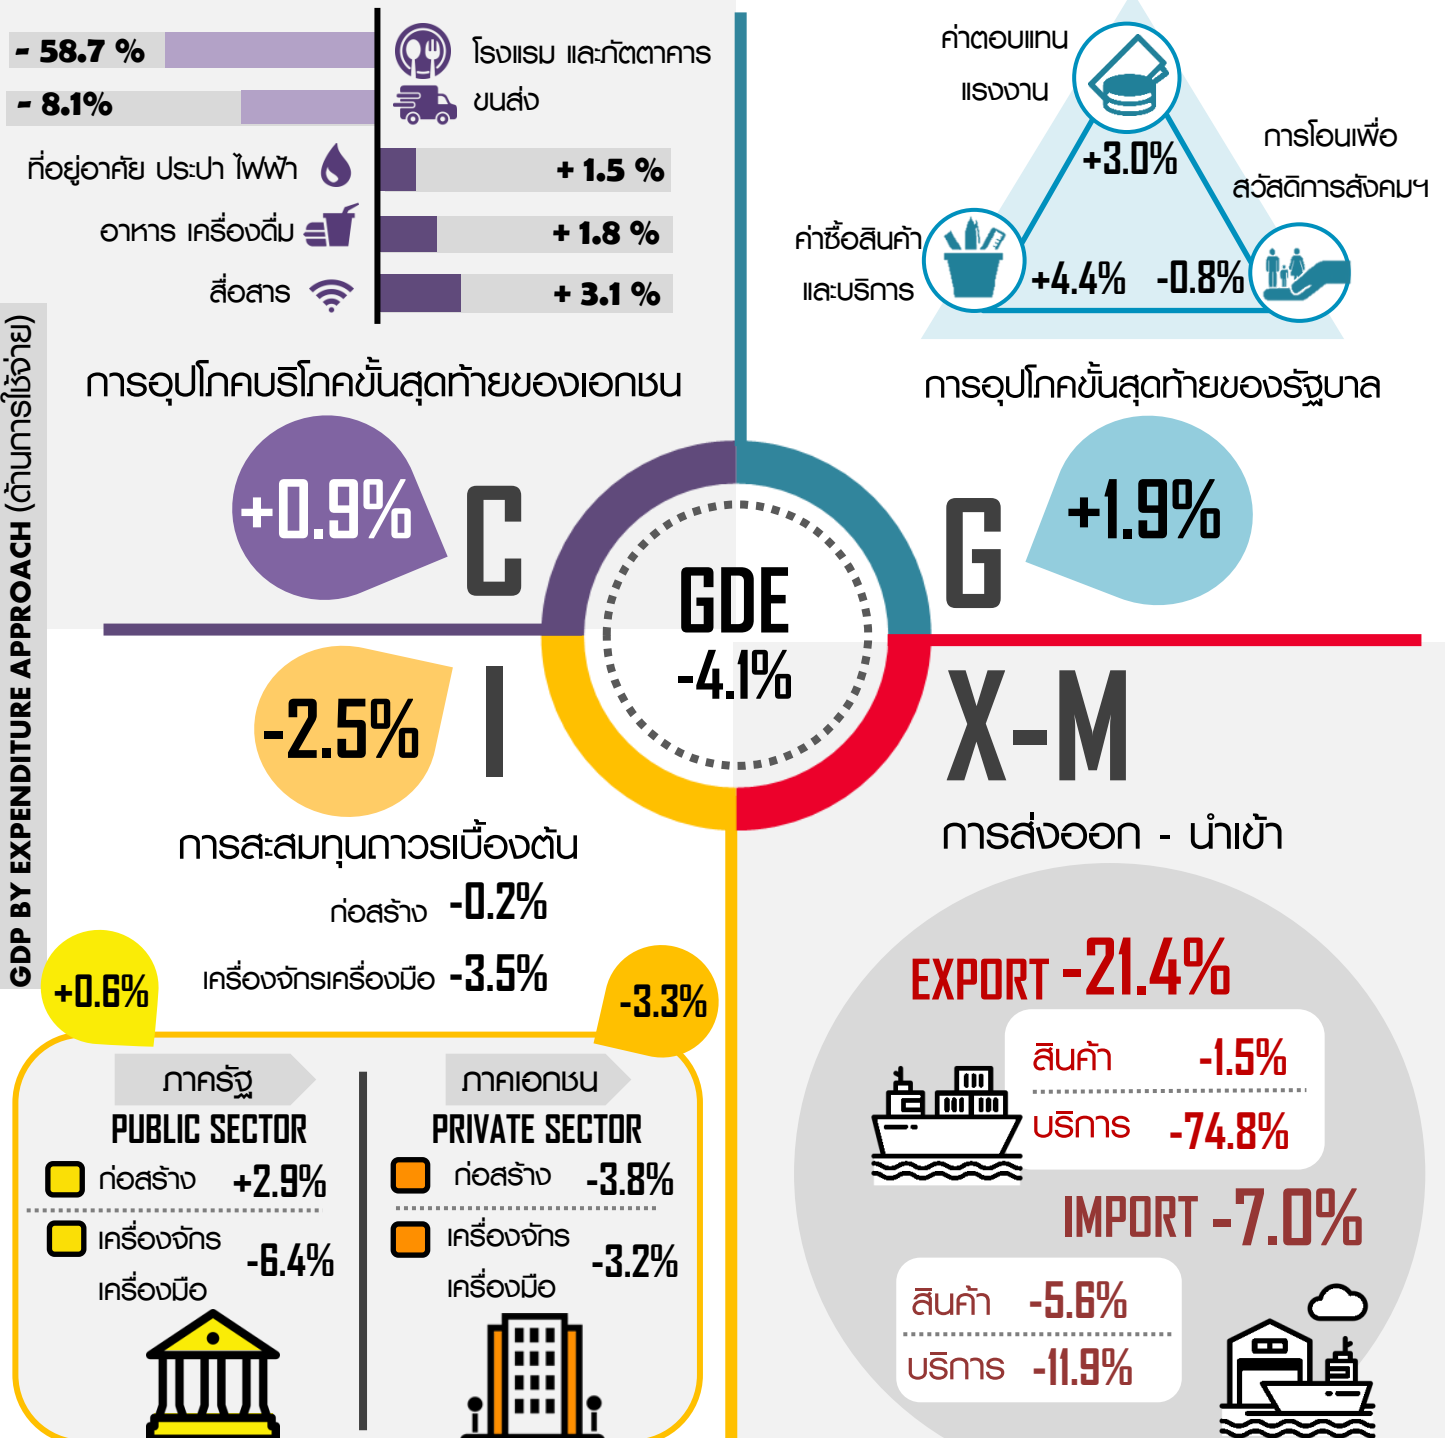 GDP BY EXPENDITURE APPROACH (ด้านการใช้จ่าย)
- 58.7 %
โรงแรม และภัตตาคาร
- 8.1%
ขนส่ง
ที่อยู่อาศัย ประปา ไฟฟ้า
+ 1.5 %
อาหาร เครื่องดื่ม
+ 1.8 %
สื่อสาร
+ 3.1 %
การอุปโภคบริโภคขั้นสุดท้ายของเอกชน
+0.9%
C
ค่าตอบแทน
แรงงาน
+3.0%
การโอนเพื่อ
สวัสดิการสังคมฯ
ค่าซื้อสินค้า
และบริการ
+4.4%
-0.8%
การอุปโภคขั้นสุดท้ายของรัฐบาล
G
+1.9%
GDE
-4.1%
-2.5%
I
การสะสมทุนถาวรเบื้องต้น
ก่อสร้าง -0.2%
เครื่องจักรเครื่องมือ -3.5%
+0.6%
-3.3%
ภาครัฐ
PUBLIC SECTOR
ก่อสร้าง +2.9%
เครื่องจักร
เครื่องมือ
-6.4%
ภาคเอกชน
PRIVATE SECTOR
ก่อสร้าง -3.8%
เครื่องจักร
เครื่องมือ
-3.2%
X-M
การส่งออก - นำเข้า
EXPORT -21.4%
สินค้า -1.5%
บริการ -74.8%
IMPORT -7.0%
สินค้า -5.6%
บริการ -11.9%